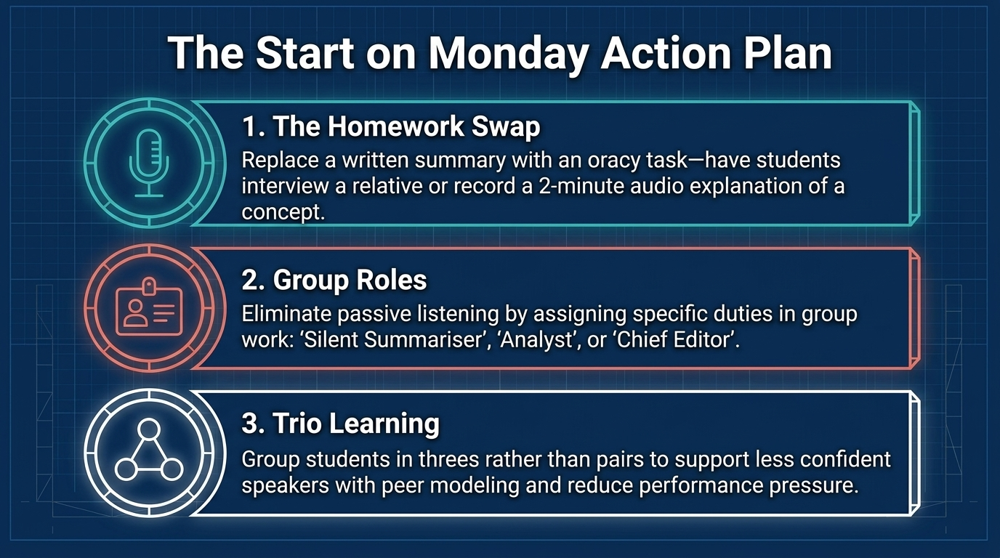 The Start on Monday Action Plan
1. The Homework Swap
Replace a written summary with an oracy task—have students
interview a relative or record a 2-minute audio explanation of a
concept.
2. Group Roles
Eliminate passive listening by assigning specific duties in group
work: ‘Silent Summariser’, ‘Analyst’, or ‘Chief Editor’.
3. Trio Learning
Group students in threes rather than pairs to support less confident
speakers with peer modeling and reduce performance pressure.